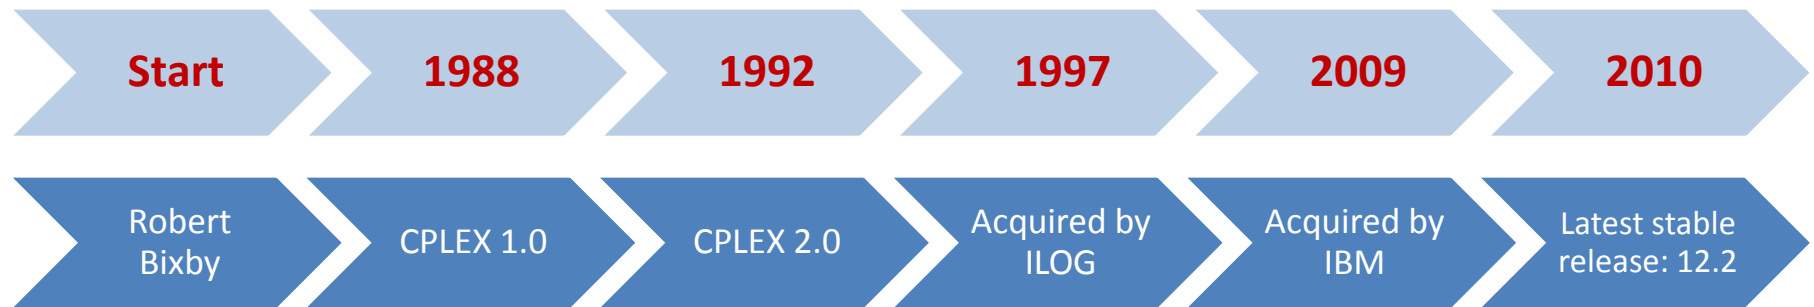 Start
1988
1992
1997
2009
2010
Robert
Bixby
CPLEX 1.0
CPLEX 2.0
Acquired by
ILOG
Acquired by
IBM
Latest stable
release: 12.2